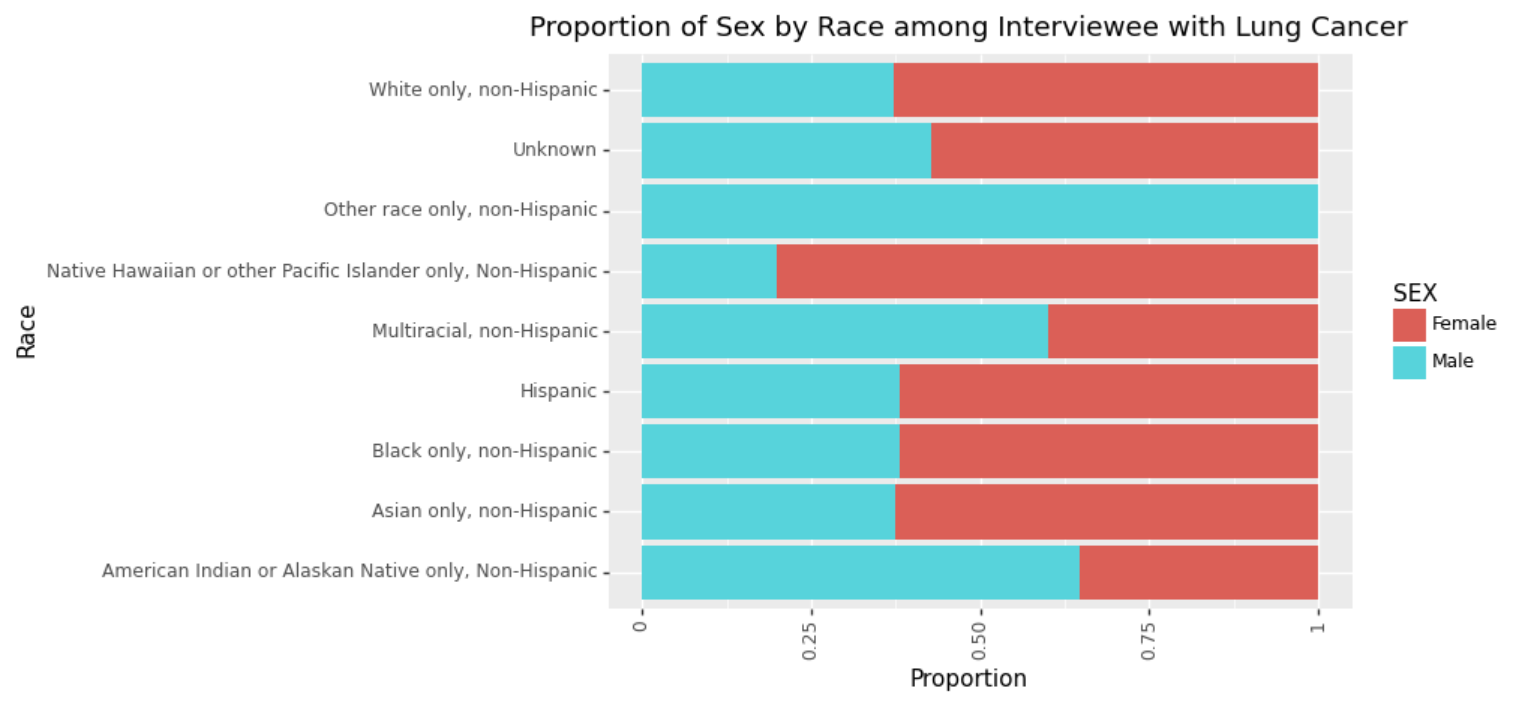 Proportion of Sex by Race among Interviewee with Lung Cancer
White only, non-Hispanic
Unknown
Other race only, non-Hispanic
Native Hawaiian or other Pacific Islander only, Non-Hispanic
Multiracial, non-Hispanic
Hispanic
Black only, non-Hispanic
Asian only, non-Hispanic
American Indian or Alaskan Native only, Non-Hispanic
Race
0
0.25
0.50
0.75
1
Proportion
SEX
Female
Male